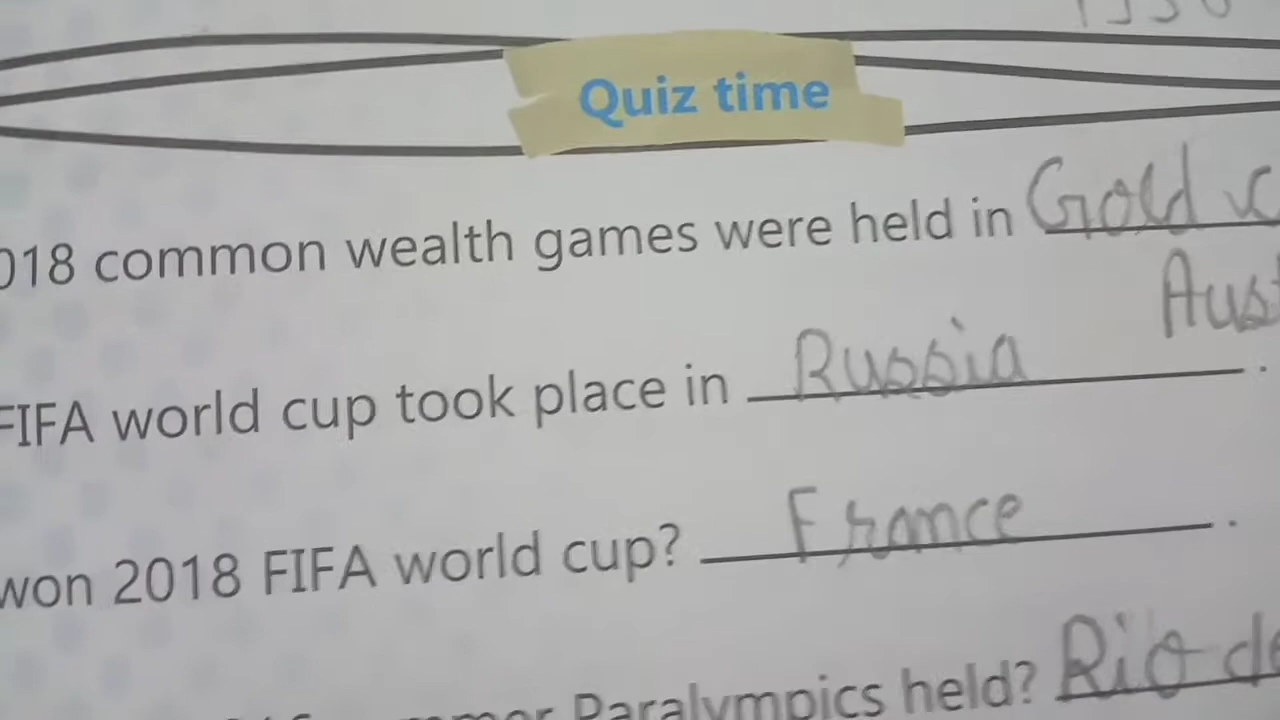 Quiz time
018 common wealth games were held in Gold c
Aust
FIFA world cup took place in Russia .
won 2018 FIFA world cup? France .
Paralympics held? Rio de